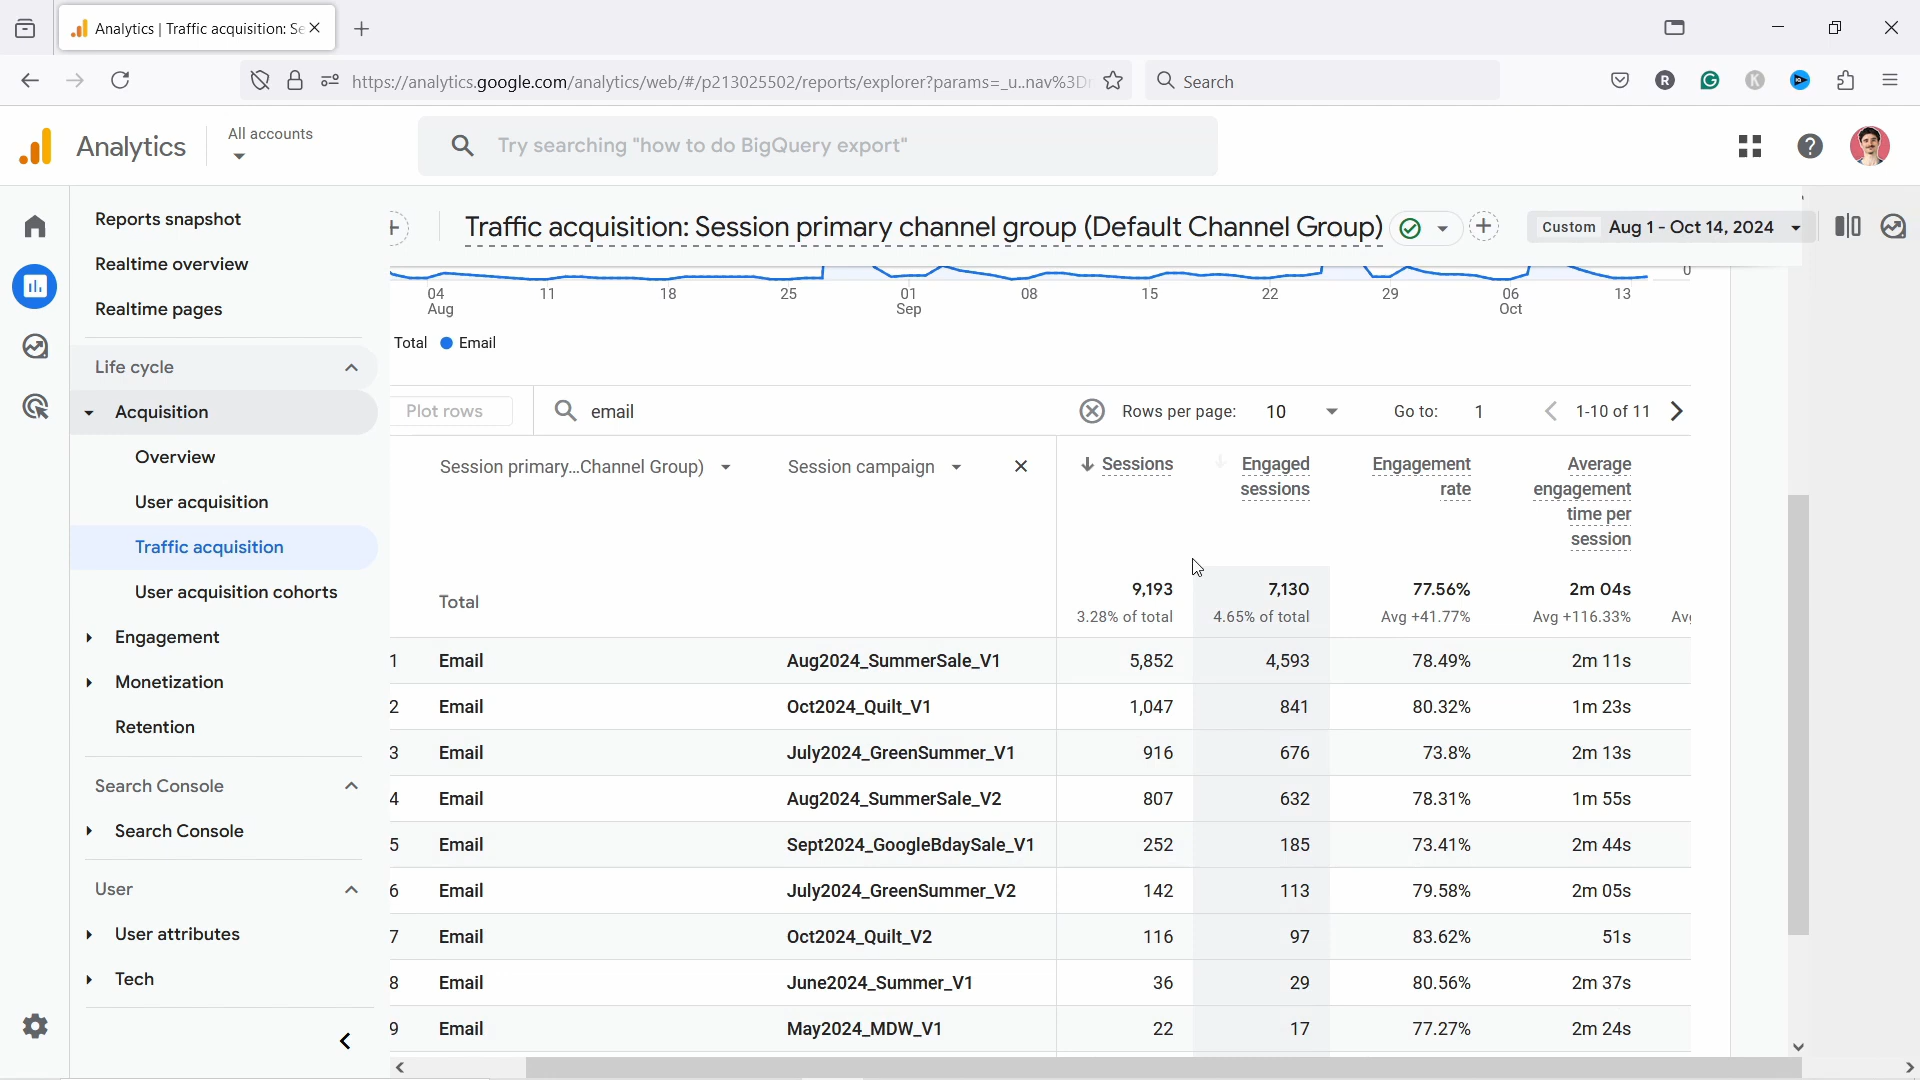 Analytics | Traffic acquisition: Se
https://analytics.google.com/analytics/web/#/p213025502/reports/explorer?params=_u..nav%3D
Search
R
G
K
Analytics
All accounts
Try searching "how to do BigQuery export"
Reports snapshot
Realtime overview
Realtime pages
Life cycle
Acquisition
Overview
User acquisition
Traffic acquisition
User acquisition cohorts
Engagement
Monetization
Retention
Search Console
Search Console
User
User attributes
Tech
Traffic acquisition: Session primary channel group (Default Channel Group)
Custom Aug 1 - Oct 14, 2024
0
04 11 18 25 01 08 15 22 29 06 13
Aug Sep Oct
Total Email
Plot rows email Rows per page: 10 Go to: 1 1-10 of 11
Session primary...Channel Group) Session campaign Sessions Engaged sessions Engagement rate Average engagement time per session
Total 9,193 7,130 77.56% 2m 04s
3.28% of total 4.65% of total Avg +41.77% Avg +116.33%
1 Email Aug2024_SummerSale_V1 5,852 4,593 78.49% 2m 11s
2 Email Oct2024_Quilt_V1 1,047 841 80.32% 1m 23s
3 Email July2024_GreenSummer_V1 916 676 73.8% 2m 13s
4 Email Aug2024_SummerSale_V2 807 632 78.31% 1m 55s
5 Email Sept2024_GoogleBdaySale_V1 252 185 73.41% 2m 44s
6 Email July2024_GreenSummer_V2 142 113 79.58% 2m 05s
7 Email Oct2024_Quilt_V2 116 97 83.62% 51s
8 Email June2024_Summer_V1 36 29 80.56% 2m 37s
9 Email May2024_MDW_V1 22 17 77.27% 2m 24s